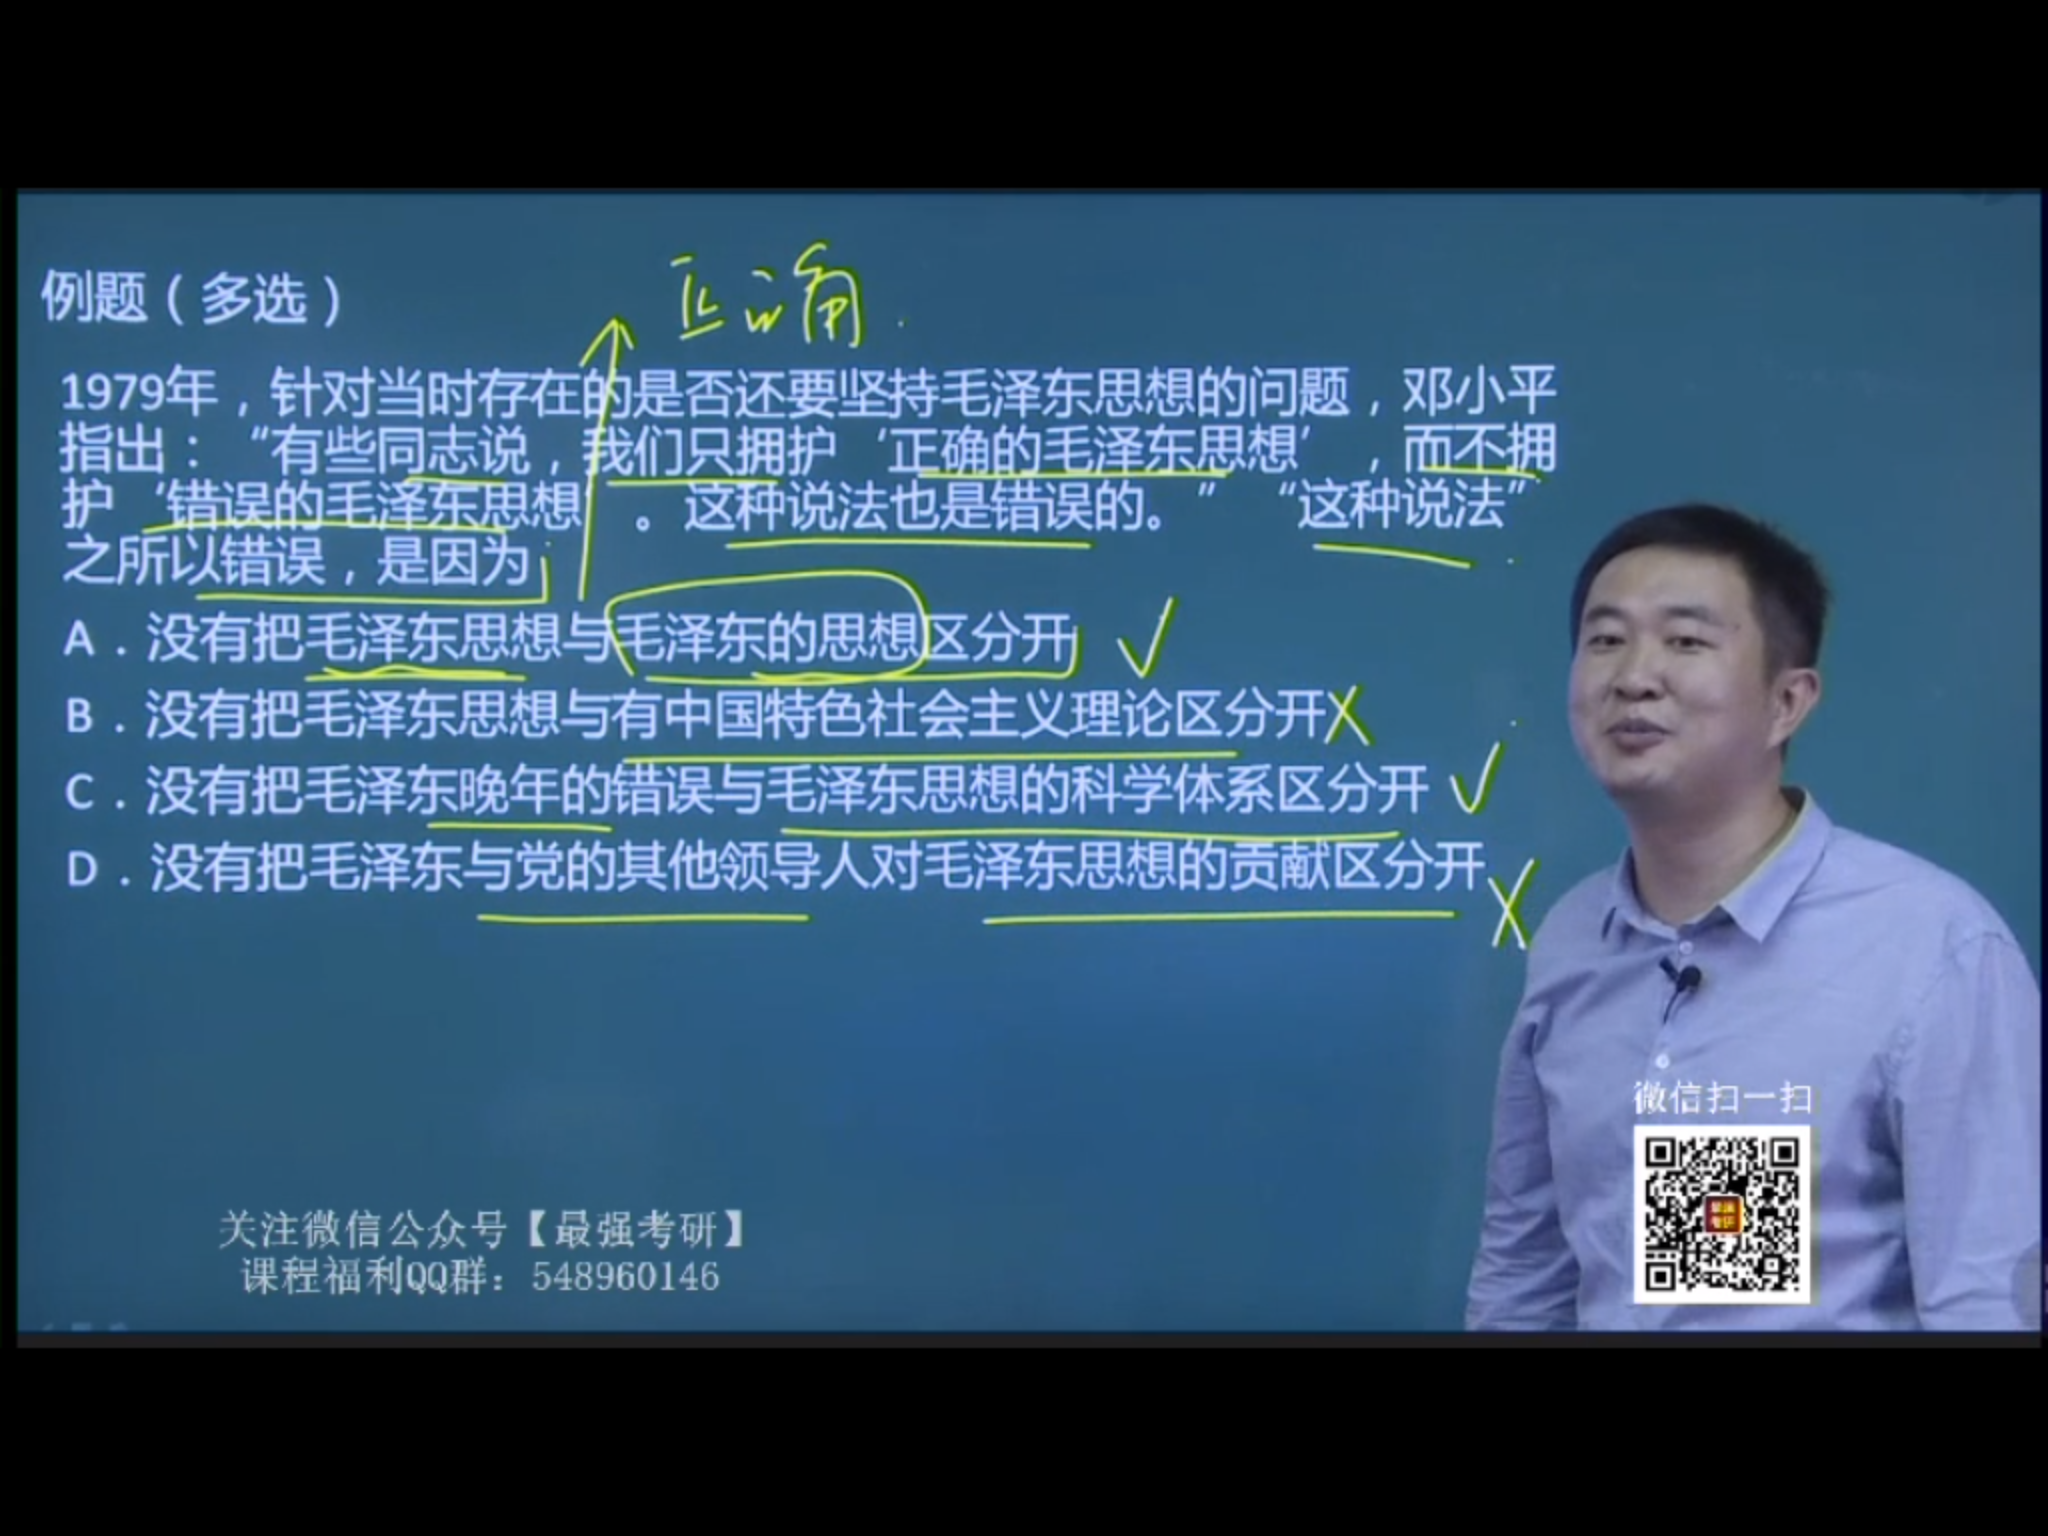 例题（多选）
正确
1979年，针对当时存在的是否还要坚持毛泽东思想的问题，邓小平
指出：“有些同志说，我们只拥护‘正确的毛泽东思想’，而不拥
护‘错误的毛泽东思想’。这种说法也是错误的。”“这种说法”
之所以错误，是因为
A．没有把毛泽东思想与毛泽东的思想区分开
B．没有把毛泽东思想与有中国特色社会主义理论区分开
C．没有把毛泽东晚年的错误与毛泽东思想的科学体系区分开
D．没有把毛泽东与党的其他领导人对毛泽东思想的贡献区分开
微信扫一扫
最强
考研
关注微信公众号【最强考研】
课程福利QQ群：548960146